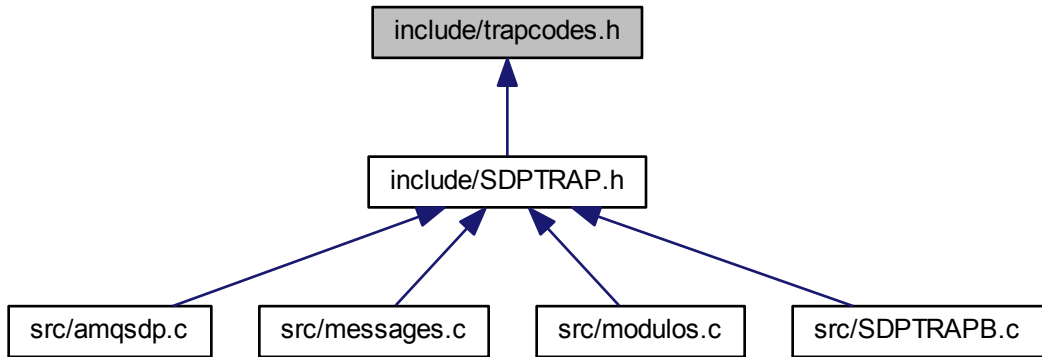 include/trapcodes.h
include/SDPTRAP.h
src/amqsdp.c
src/messages.c
src/modulos.c
src/SDPTRAPB.c